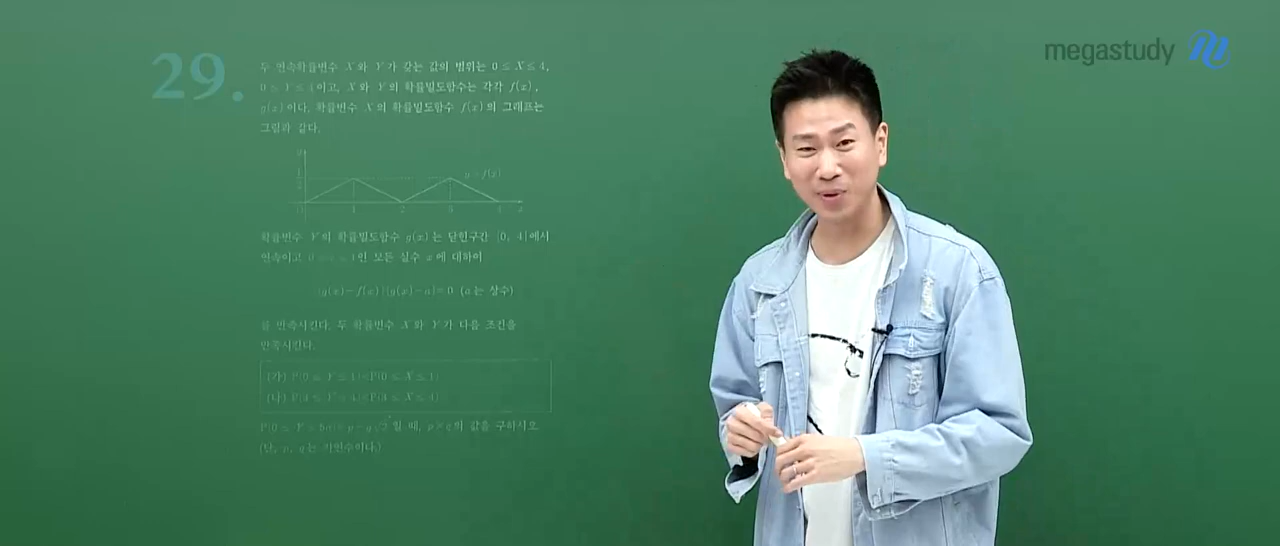 megastudy
29.
두 연속확률변수 X와 Y가 갖는 값의 범위는 0 ≤ X ≤ 4,
0 ≤ Y ≤ 4이고, X와 Y의 확률밀도함수는 각각 f(x),
g(x)이다. 확률변수 X의 확률밀도함수 f(x)의 그래프는
그림과 같다.
y = f(x)
0 1 2 3 4 x
확률변수 Y의 확률밀도함수 g(x)는 닫힌구간 [0, 4]에서
연속이고 0 ≤ x ≤ 4인 모든 실수 x에 대하여
{g(x)-f(x)}{g(x)-a}=0 (a는 상수)
를 만족시킨다. 두 확률변수 X와 Y가 다음 조건을
만족시킨다.
(가) P(0 ≤ Y ≤ 1)<P(0 ≤ X ≤ 1)
(나) P(3 ≤ Y ≤ 4)<P(3 ≤ X ≤ 4)
일 때, p×q의 값을 구하시오.
(단, p, q는 자연수이다.)